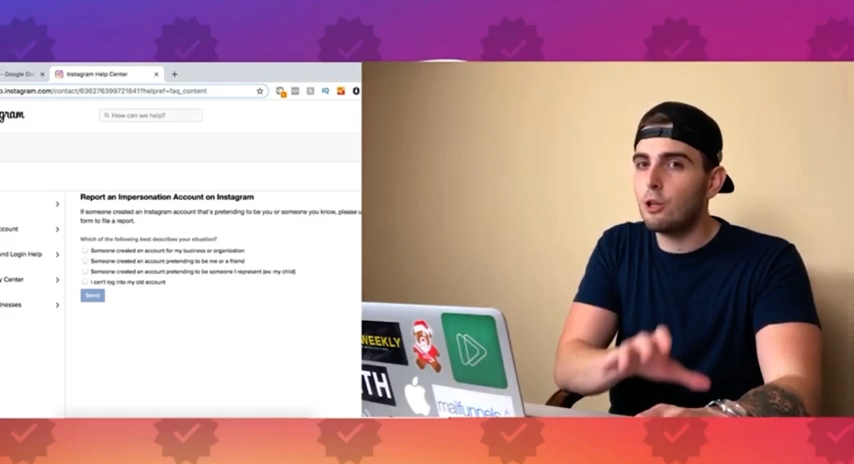 – Google Do
Instagram Help Center
o.instagram.com/contact/636276399721841?helpref=faq_content
gram
How can we help?
Report an Impersonation Account on Instagram
If someone created an Instagram account that's pretending to be you or someone you know, please u
form to file a report.
Which of the following best describes your situation?
Someone created an account for my business or organization
Someone created an account pretending to be me or a friend
Someone created an account pretending to be someone I represent (ex: my child)
I can't log into my old account
Send
ccount
and Login Help
y Center
inesses
WEEKLY
TH
mailfunnels